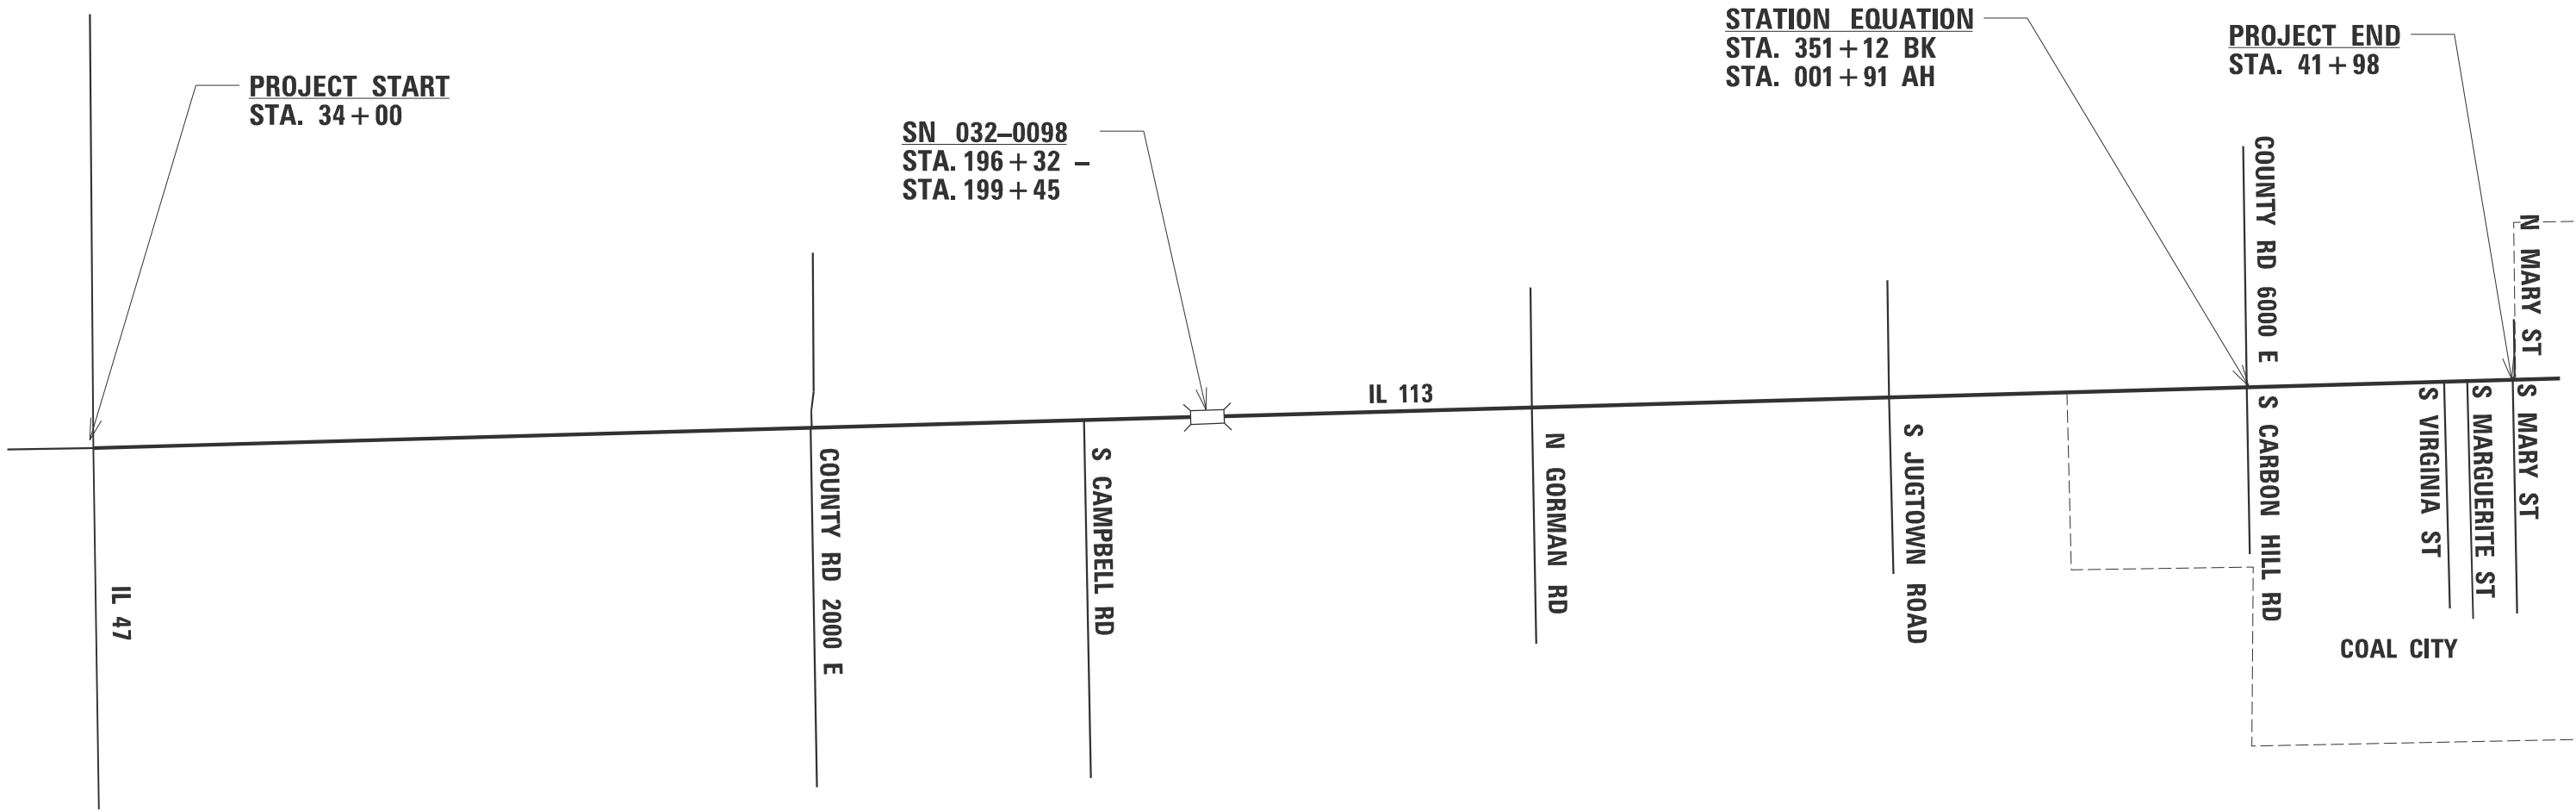 PROJECT START
STA. 34+00
SN 032-0098
STA. 196+32 -
STA. 199+45
STATION EQUATION
STA. 351+12 BK
STA. 001+91 AH
PROJECT END
STA. 41+98
IL 113
IL 47
COUNTY RD 2000 E
S CAMPBELL RD
N GORMAN RD
S JUGTOWN ROAD
COUNTY RD 6000 E
S CARBON HILL RD
S VIRGINIA ST
S MARGUERITE ST
N MARY ST
S MARY ST
COAL CITY